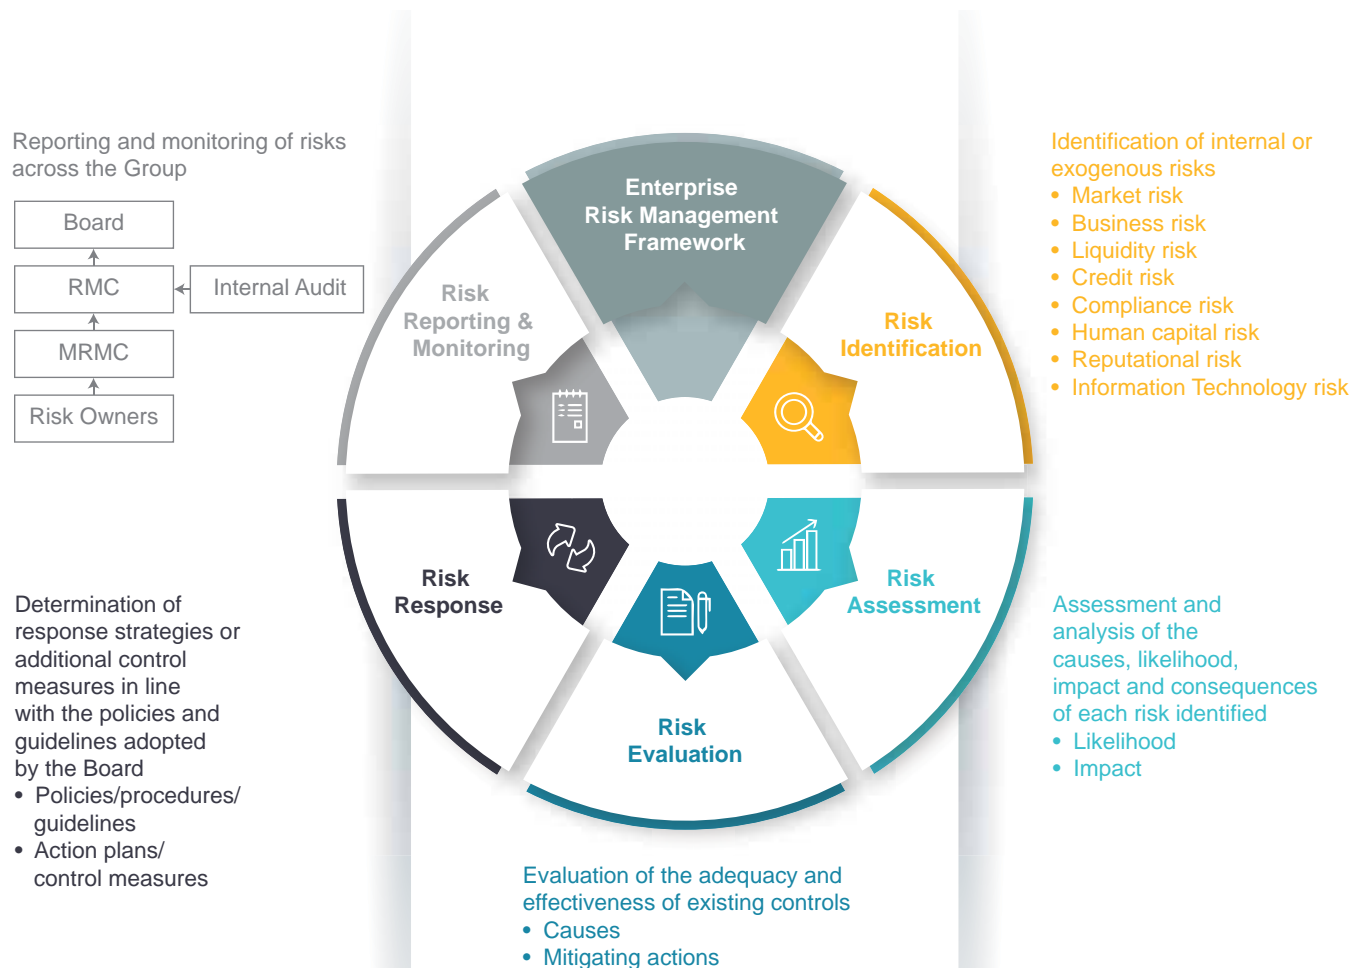 Reporting and monitoring of risks
across the Group
Board
RMC
Internal Audit
MRMC
Risk Owners
Enterprise
Risk Management
Framework
Risk
Reporting &
Monitoring
Risk
Identification
Identification of internal or
exogenous risks
• Market risk
• Business risk
• Liquidity risk
• Credit risk
• Compliance risk
• Human capital risk
• Reputational risk
• Information Technology risk
Risk
Response
Risk
Assessment
Risk
Evaluation
Determination of
response strategies or
additional control
measures in line
with the policies and
guidelines adopted
by the Board
• Policies/procedures/
guidelines
• Action plans/
control measures
Assessment and
analysis of the
causes, likelihood,
impact and consequences
of each risk identified
• Likelihood
• Impact
Evaluation of the adequacy and
effectiveness of existing controls
• Causes
• Mitigating actions